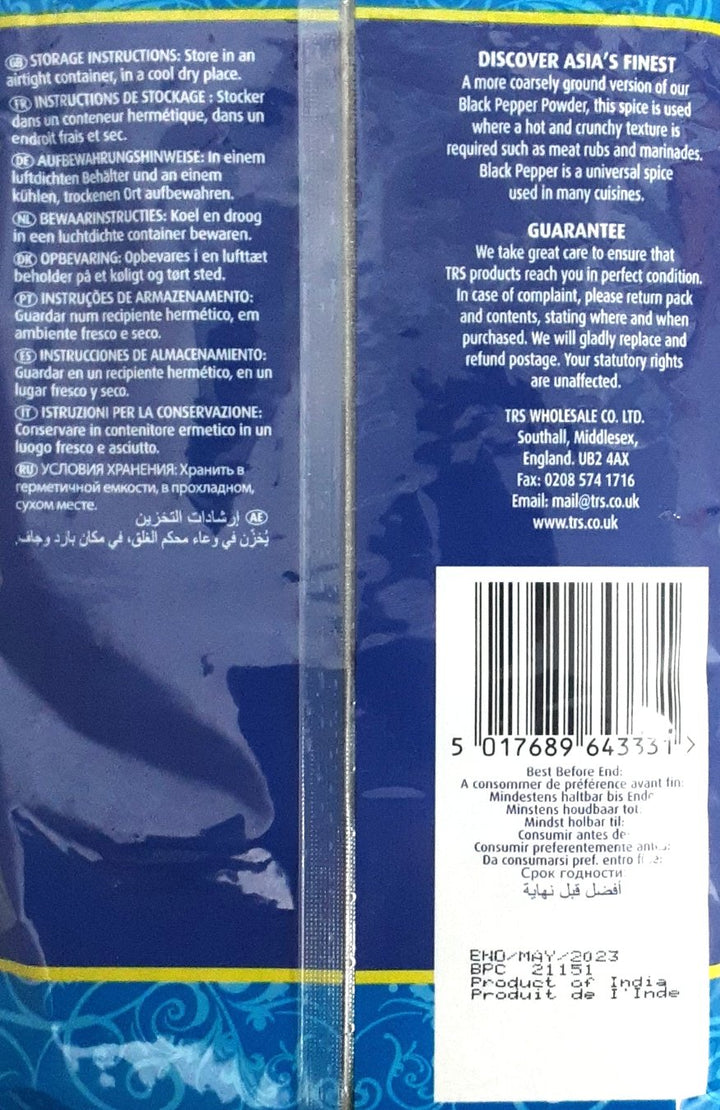 GB STORAGE INSTRUCTIONS: Store in an
airtight container, in a cool dry place.
FR INSTRUCTIONS DE STOCKAGE : Stocker
dans un conteneur hermétique, dans un
endroit frais et sec.
DE AUFBEWAHRUNGSHINWEISE: In einem
luftdichten Behälter und an einem
kühlen, trockenen Ort aufbewahren.
NL BEWAARINSTRUCTIES: Koel en droog
in een luchtdichte container bewaren.
DK OPBEVARING: Opbevares i en lufttæt
beholder på et køligt og tørt sted.
PT INSTRUÇÕES DE ARMAZENAMENTO:
Guardar num recipiente hermético, em
ambiente fresco e seco.
ES INSTRUCCIONES DE ALMACENAMIENTO:
Guardar en un recipiente hermético, en un
lugar fresco y seco.
IT ISTRUZIONI PER LA CONSERVAZIONE:
Conservare in contenitore ermetico in un
luogo fresco e asciutto.
RU УСЛОВИЯ ХРАНЕНИЯ: Хранить в
герметичной емкости, в прохладном,
сухом месте.
AE إرشادات التخزين
يُخزّن في وعاء محكم الغلق، في مكان بارد وجاف.
DISCOVER ASIA'S FINEST
A more coarsely ground version of our
Black Pepper Powder, this spice is used
where a hot and crunchy texture is
required such as meat rubs and marinades.
Black Pepper is a universal spice
used in many cuisines.
GUARANTEE
We take great care to ensure that
TRS products reach you in perfect condition.
In case of complaint, please return pack
and contents, stating where and when
purchased. We will gladly replace and
refund postage. Your statutory rights
are unaffected.
TRS WHOLESALE CO. LTD.
Southall, Middlesex,
England. UB2 4AX
Fax: 0208 574 1716
Email: mail@trs.co.uk
www.trs.co.uk
5 017689 643331 >
Best Before End:
A consommer de préférence avant fin:
Mindestens haltbar bis Ende
Minstens houdbaar tot:
Mindst holbar til:
Consumir antes de
Consumir preferentemente
Da consumarsi pref. entro
Срок годности
أفضل قبل نهاية
END/MAY/2023
BPC 21151
Product of India
Produit de l'Inde